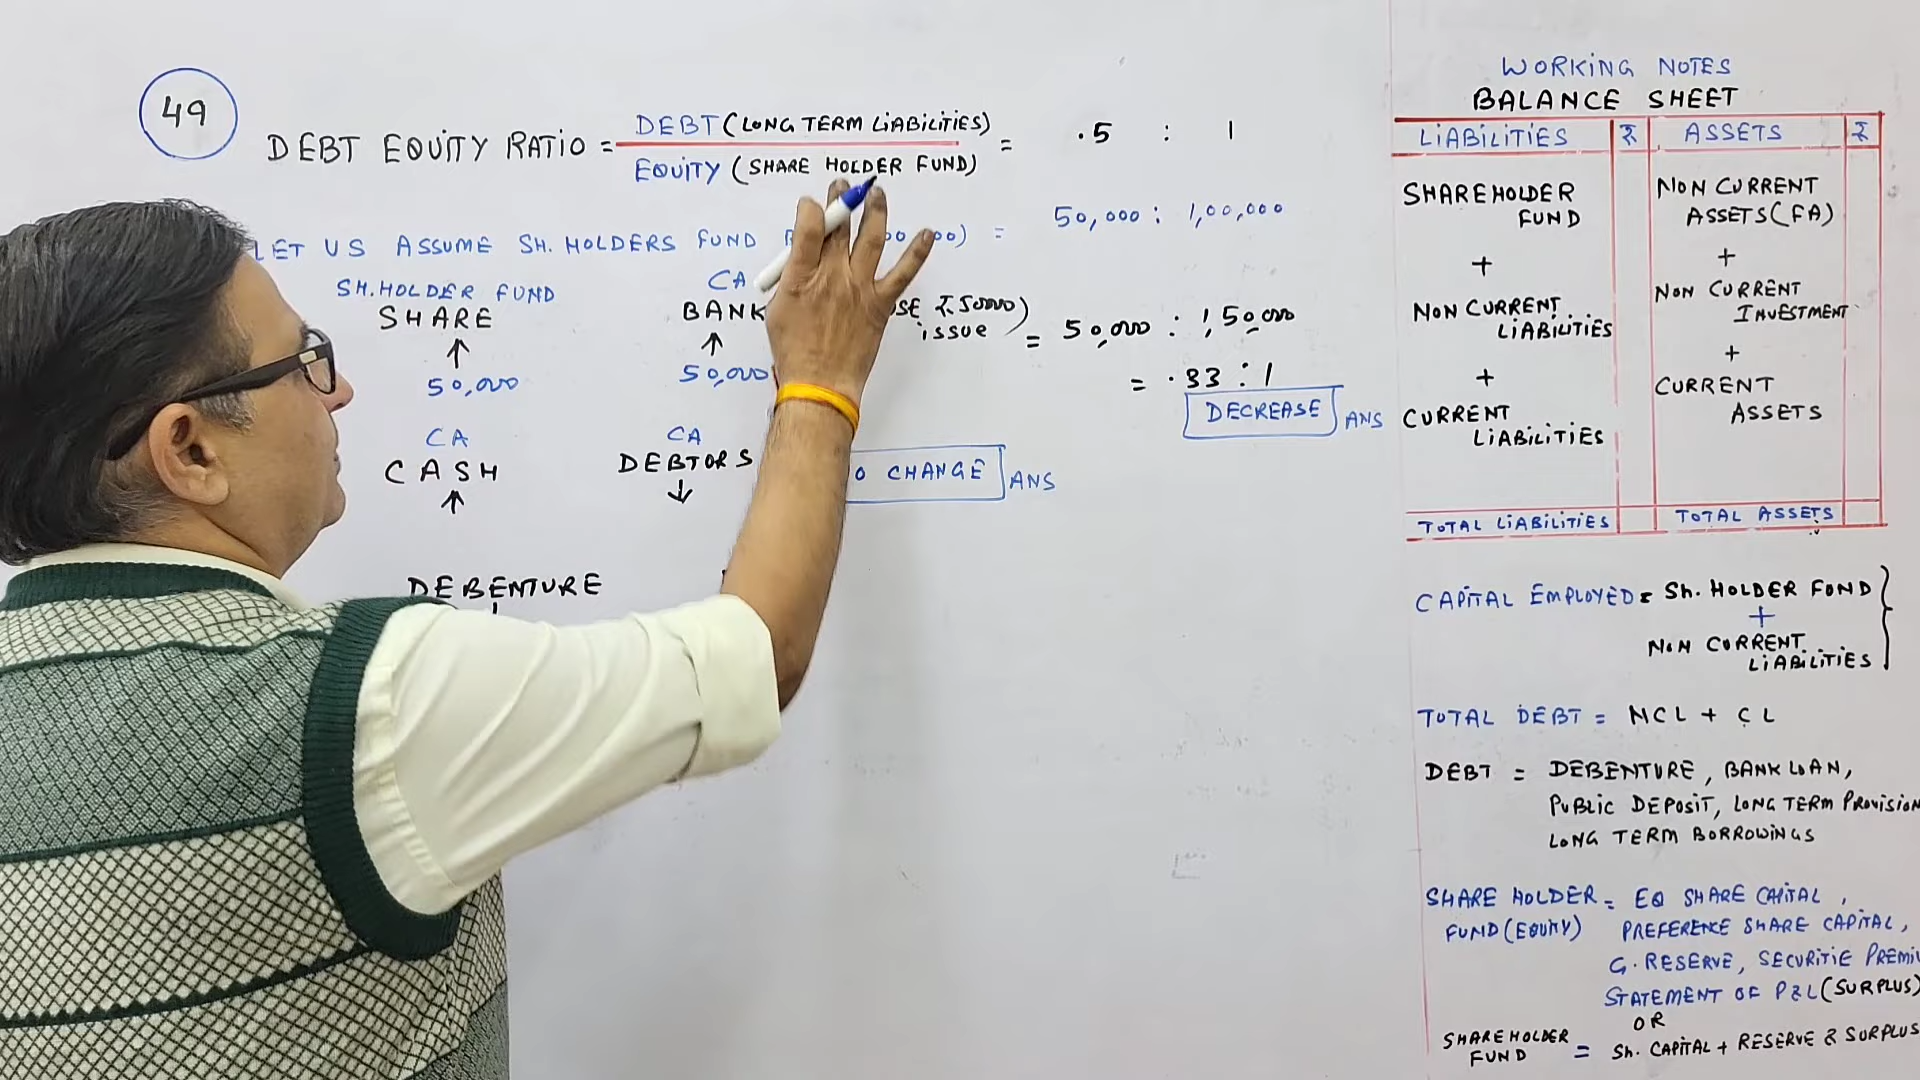 49
DEBT EQUITY RATIO = DEBT (LONG TERM LIABILITIES) = .5 : 1
EQUITY (SHARE HOLDER FUND)
LET US ASSUME SH. HOLDERS FUND = 50,000 : 1,00,000
SH. HOLDER FUND
SHARE
↑
50,000
CA
BANK
↑
50,000
issue
= 50,000 : 1,50,000
= .33 : 1
DECREASE ANS
CA
CASH
↑
CA
DEBTORS
↓
CHANGE ANS
DEBENTURE
WORKING NOTES
BALANCE SHEET
LIABILITIES ₹ ASSETS ₹
SHAREHOLDER
FUND
+
NON CURRENT
LIABILITIES
+
CURRENT
LIABILITIES
TOTAL LIABILITIES
NON CURRENT
ASSETS (FA)
+
NON CURRENT
INVESTMENT
+
CURRENT
ASSETS
TOTAL ASSETS
CAPITAL EMPLOYED = SH. HOLDER FUND
+
NON CURRENT
LIABILITIES
TOTAL DEBT = NCL + CL
DEBT = DEBENTURE, BANK LOAN,
PUBLIC DEPOSIT, LONG TERM PROVISION
LONG TERM BORROWINGS
SHARE HOLDER = EQ SHARE CAPITAL,
FUND (EQUITY) PREFERENCE SHARE CAPITAL,
G. RESERVE, SECURITIE PREMI
STATEMENT OF P&L (SURPLUS)
OR
SHAREHOLDER
FUND = SH. CAPITAL + RESERVE & SURPLUS